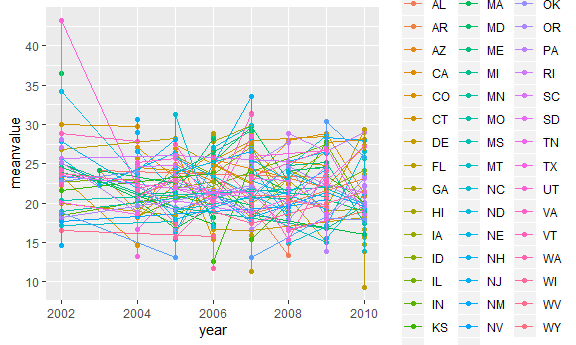 40
35
30
25
20
15
10
meanvalue
2002
2004
2006
2008
2010
year
AL
AR
AZ
CA
CO
CT
DE
FL
GA
HI
IA
ID
IL
IN
KS
MA
MD
ME
MI
MN
MO
MS
MT
NC
ND
NE
NH
NJ
NM
NV
OK
OR
PA
RI
SC
SD
TN
TX
UT
VA
VT
WA
WI
WV
WY